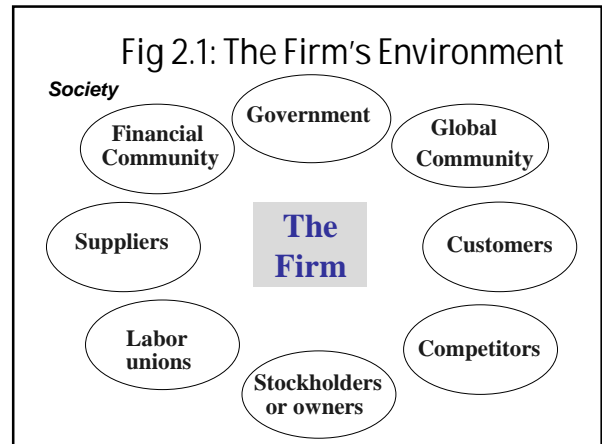 Fig 2.1: The Firm's Environment
Society
Government
Financial
Community
Global
Community
Suppliers
The
Firm
Customers
Labor
unions
Competitors
Stockholders
or owners